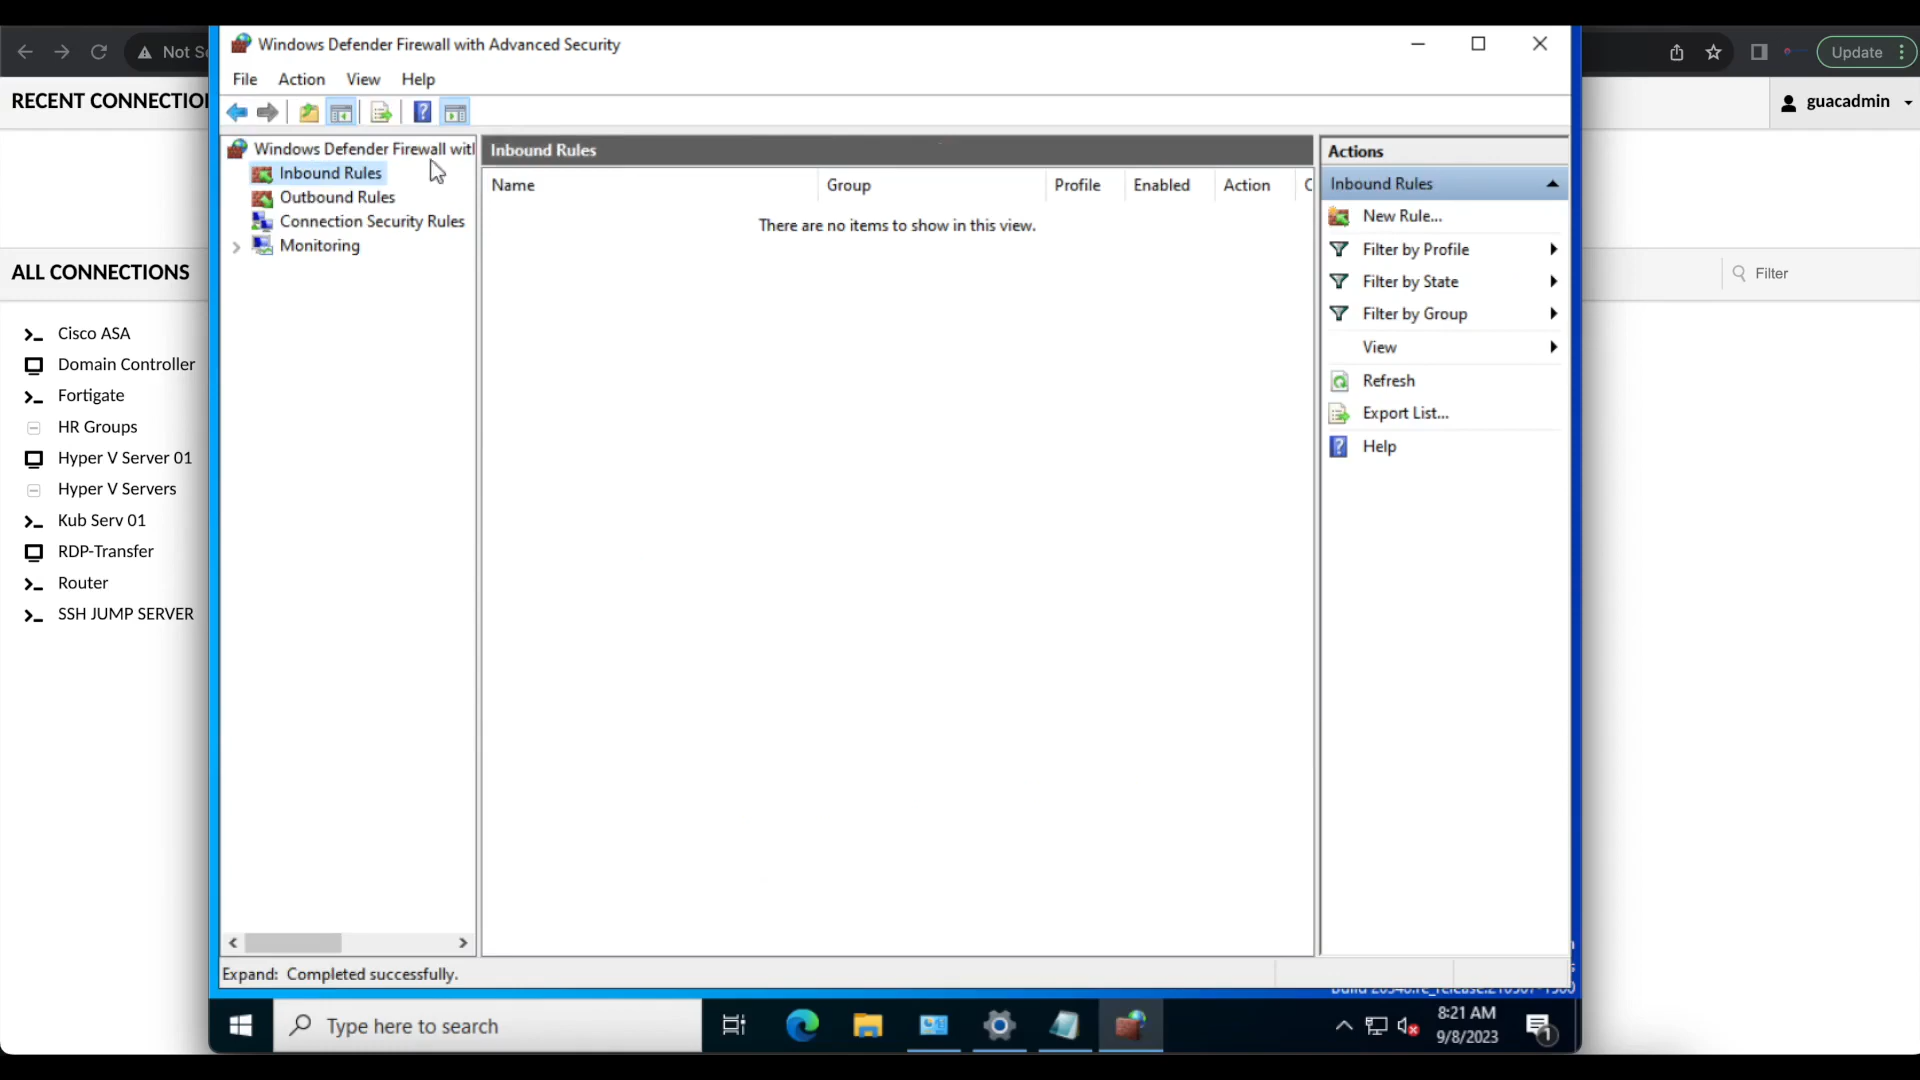 Not S
Update
RECENT CONNECTIO
guacadmin
ALL CONNECTIONS
Filter
Cisco ASA
Domain Controller
Fortigate
HR Groups
Hyper V Server 01
Hyper V Servers
Kub Serv 01
RDP-Transfer
Router
SSH JUMP SERVER
Windows Defender Firewall with Advanced Security
File Action View Help
Windows Defender Firewall witl
Inbound Rules
Outbound Rules
Connection Security Rules
Monitoring
Inbound Rules
Name Group Profile Enabled Action C
There are no items to show in this view.
Actions
Inbound Rules
New Rule...
Filter by Profile
Filter by State
Filter by Group
View
Refresh
Export List...
Help
Expand: Completed successfully.
Type here to search
8:21 AM
9/8/2023
1